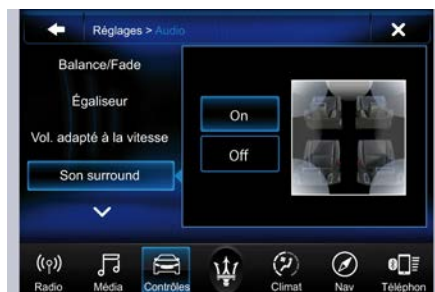 Réglages > Audio
Balance/Fade
Égaliseur
Vol. adapté à la vitesse
Son surround
On
Off
Radio
Média
Contrôles
Climat
Nav
Téléphon